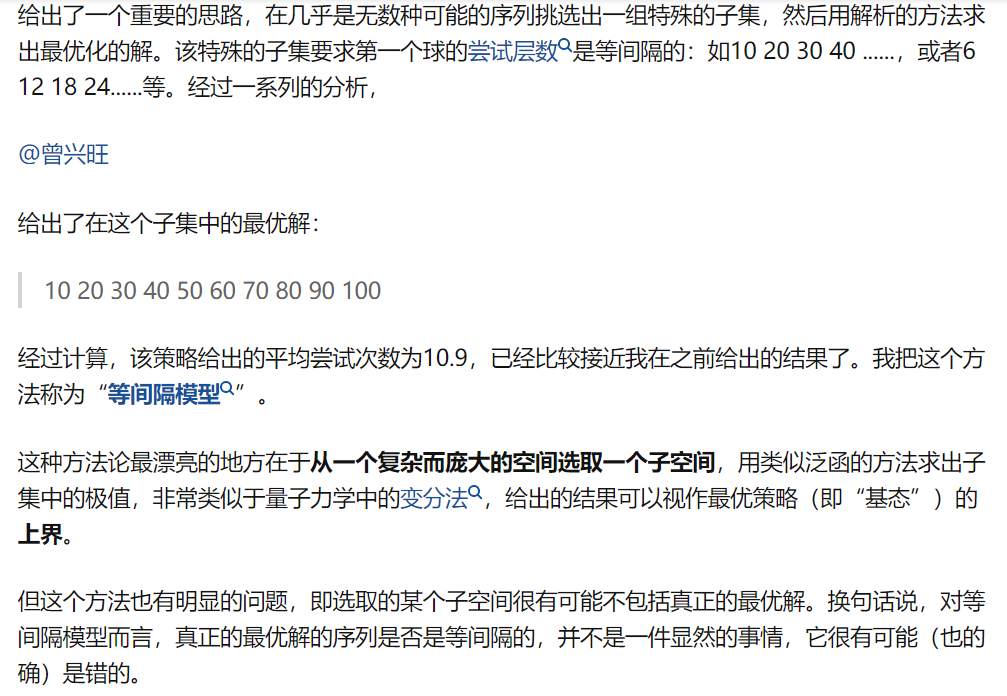 给出了一个重要的思路，在几乎是无数种可能的序列挑选出一组特殊的子集，然后用解析的方法求
出最优化的解。该特殊的子集要求第一个球的尝试层数是等间隔的：如10 20 30 40 ......，或者6
12 18 24......等。经过一系列的分析，
@曾兴旺
给出了在这个子集中的最优解：
10 20 30 40 50 60 70 80 90 100
经过计算，该策略给出的平均尝试次数为10.9，已经比较接近我在之前给出的结果了。我把这个方
法称为“等间隔模型”。
这种方法论最漂亮的地方在于从一个复杂而庞大的空间选取一个子空间，用类似泛函的方法求出子
集中的极值，非常类似于量子力学中的变分法，给出的结果可以视作最优策略（即“基态”）的
上界。
但这个方法也有明显的问题，即选取的某个子空间很有可能不包括真正的最优解。换句话说，对等
间隔模型而言，真正的最优解的序列是否是等间隔的，并不是一件显然的事情，它很有可能（也的
确）是错的。